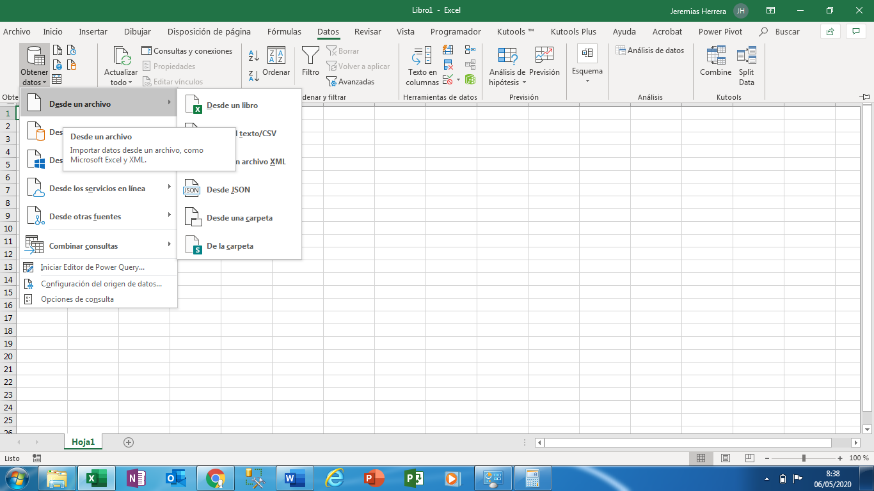 Libro1 - Excel
Jeremias Herrera
JH
Archivo Inicio Insertar Dibujar Disposición de página Fórmulas Datos Revisar Vista Programador Kutools ™ Kutools Plus Ayuda Acrobat Power Pivot Buscar
Obtener datos
Actualizar todo
Consultas y conexiones
Propiedades
Editar vínculos
Ordenar
Filtro
Borrar
Volver a aplicar
Avanzadas
Texto en columnas
Análisis de hipótesis
Previsión
Esquema
Análisis de datos
Combine
Split Data
Obte
denar y filtrar
Herramientas de datos
Previsión
Análisis
Kutools
Desde un archivo
Des
Des
Desde los servicios en línea
Desde otras fuentes
Combinar consultas
Iniciar Editor de Power Query...
Configuración del origen de datos...
Opciones de consulta
Desde un archivo
Importar datos desde un archivo, como
Microsoft Excel y XML.
Desde un libro
l texto/CSV
n archivo XML
JSON
Desde JSON
Desde una carpeta
De la carpeta
1
2
3
4
5
6
7
8
9
10
11
12
13
14
15
16
17
18
19
20
21
22
23
24
25
26
Hoja1
Listo
100 %
8:38
06/05/2020